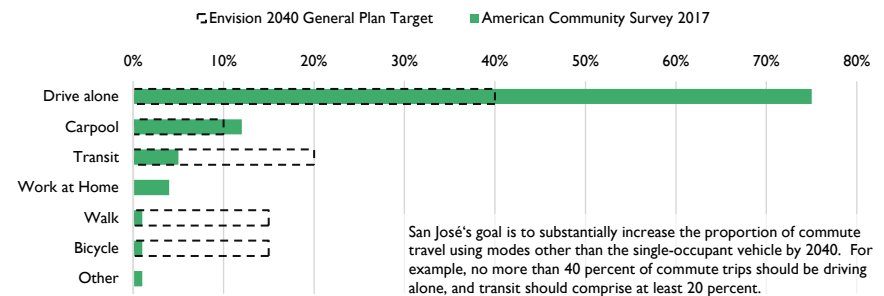 Envision 2040 General Plan Target American Community Survey 2017
0% 10% 20% 30% 40% 50% 60% 70% 80%
Drive alone
Carpool
Transit
Work at Home
Walk
Bicycle
Other
San José's goal is to substantially increase the proportion of commute
travel using modes other than the single-occupant vehicle by 2040. For
example, no more than 40 percent of commute trips should be driving
alone, and transit should comprise at least 20 percent.